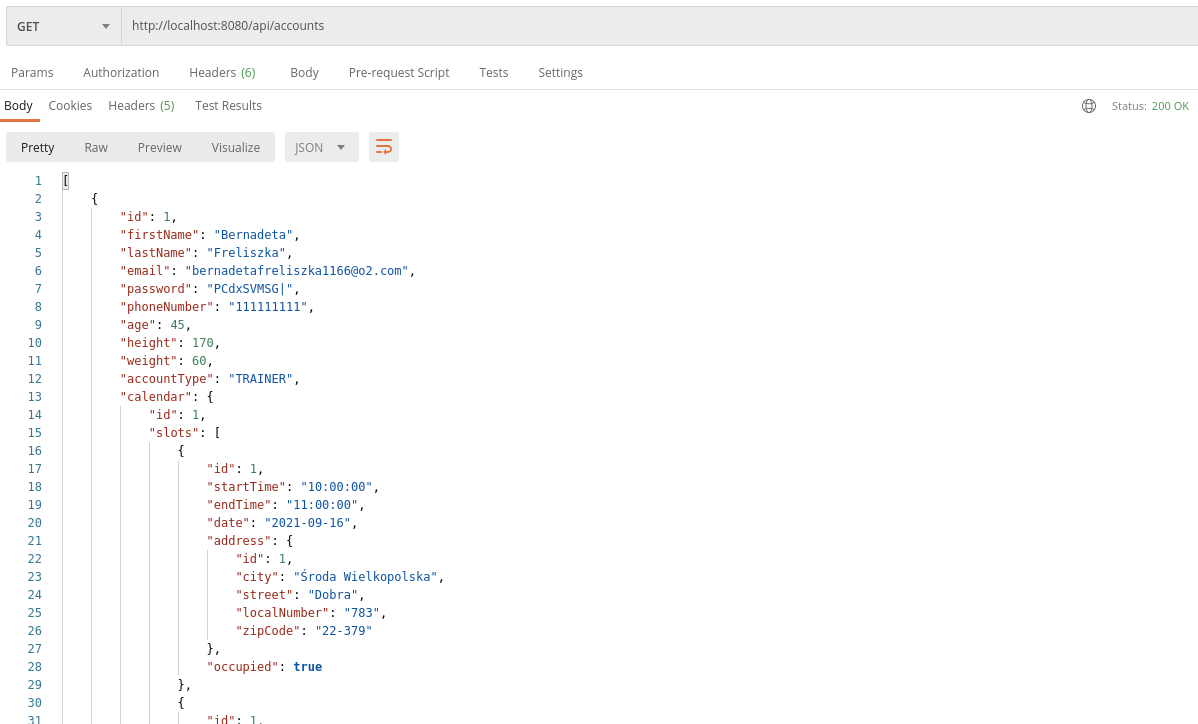 GET http://localhost:8080/api/accounts
Params Authorization Headers (6) Body Pre-request Script Tests Settings
Body Cookies Headers (5) Test Results Status: 200 OK
Pretty Raw Preview Visualize JSON
1 [
2 {
3 "id": 1,
4 "firstName": "Bernadeta",
5 "lastName": "Freliszka",
6 "email": "bernadetafreliszka1166@o2.com",
7 "password": "PCdxSVMSG|",
8 "phoneNumber": "111111111",
9 "age": 45,
10 "height": 170,
11 "weight": 60,
12 "accountType": "TRAINER",
13 "calendar": {
14 "id": 1,
15 "slots": [
16 {
17 "id": 1,
18 "startTime": "10:00:00",
19 "endTime": "11:00:00",
20 "date": "2021-09-16",
21 "address": {
22 "id": 1,
23 "city": "Środa Wielkopolska",
24 "street": "Dobra",
25 "localNumber": "783",
26 "zipCode": "22-379"
27 },
28 "occupied": true
29 },
30 {
31 "id": 1,